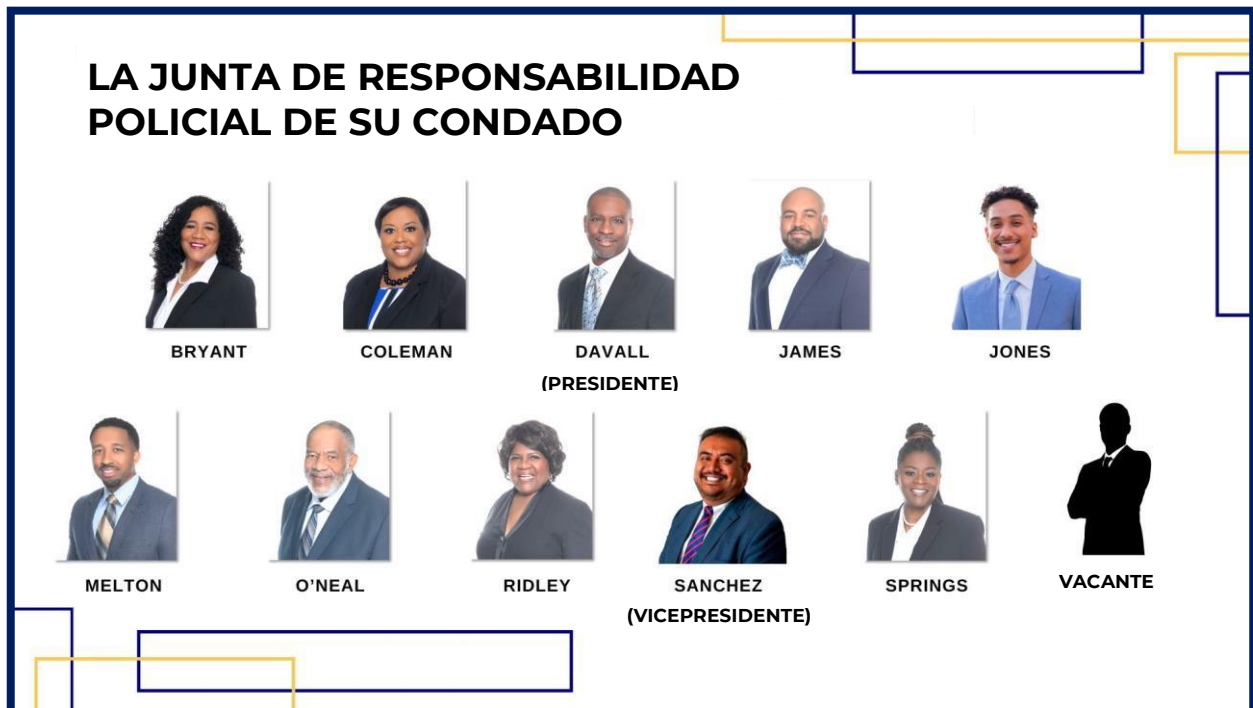 LA JUNTA DE RESPONSABILIDAD
POLICIAL DE SU CONDADO
BRYANT
COLEMAN
DAVALL
(PRESIDENTE)
JAMES
JONES
MELTON
O'NEAL
RIDLEY
SANCHEZ
(VICEPRESIDENTE)
SPRINGS
VACANTE